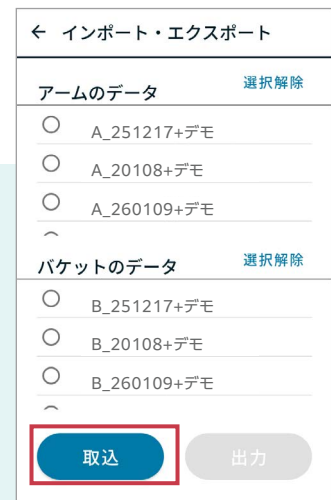 ← インポート・エクスポート
アームのデータ 選択解除
A_251217+デモ
A_20108+デモ
A_260109+デモ
バケットのデータ 選択解除
B_251217+デモ
B_20108+デモ
B_260109+デモ
取込 出力